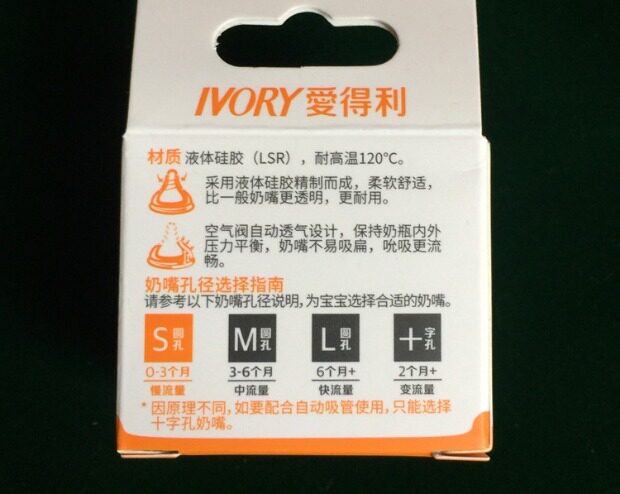 IVORY 愛得利
材质 液体硅胶（LSR），耐高温120℃。
采用液体硅胶精制而成，柔软舒适，
比一般奶嘴更透明，更耐用。
空气阀自动透气设计，保持奶瓶内外
压力平衡，奶嘴不易吸扁，吮吸更流
畅。
奶嘴孔径选择指南
请参考以下奶嘴孔径说明，为宝宝选择合适的奶嘴。
S 圆孔 M 圆孔 L 圆孔 十 字孔
0-3个月 3-6个月 6个月+ 2个月+
慢流量 中流量 快流量 变流量
*因原理不同，如要配合自动吸管使用，只能选择
十字孔奶嘴。